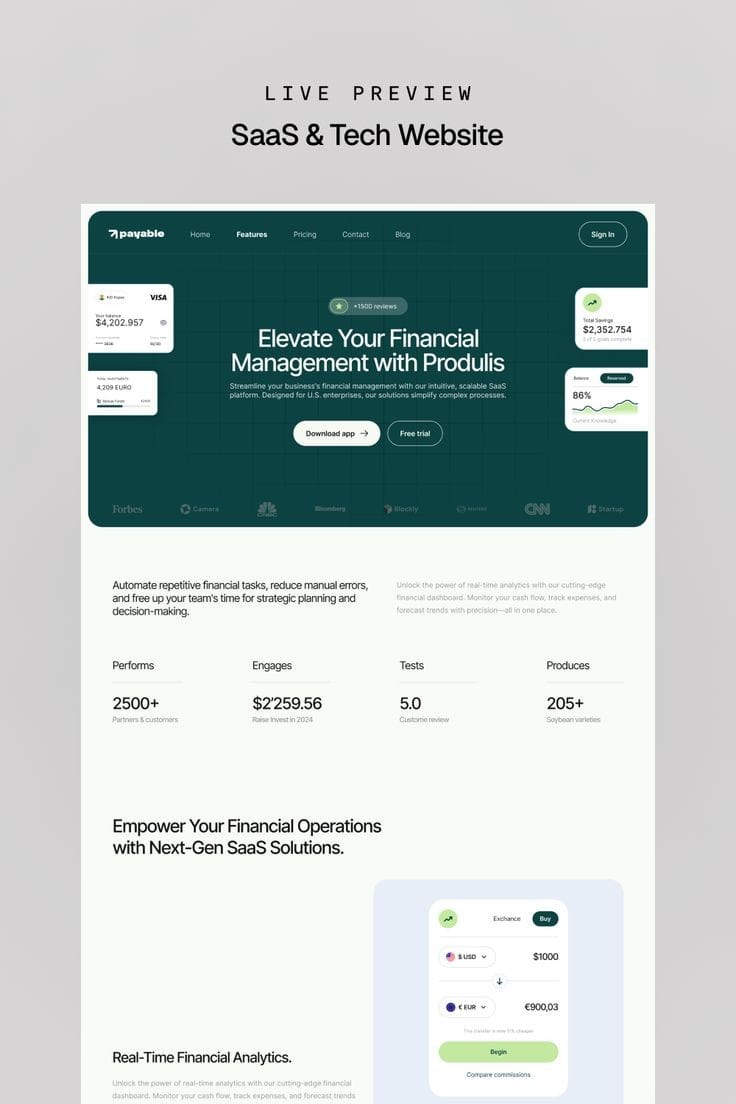 LIVE PREVIEW
SaaS & Tech Website
payable
Home
Features
Pricing
Contact
Blog
Sign In
VISA
Your balance
$4,202.957
92/30
4,209 EURO
+1500 reviews
Elevate Your Financial
Management with Produlis
Streamline your business's financial management with our intuitive, scalable SaaS
platform. Designed for U.S. enterprises, our solutions simplify complex processes.
Download app
Free trial
Total Savings
$2,352.754
Balance
Reserved
86%
Current Knowledge
Forbes
Camera
CNBC
Bloomberg
Blockly
CNN
Startup
Automate repetitive financial tasks, reduce manual errors,
and free up your team's time for strategic planning and
decision-making.
Unlock the power of real-time analytics with our cutting-edge
financial dashboard. Monitor your cash flow, track expenses, and
forecast trends with precision—all in one place.
Performs
Engages
Tests
Produces
2500+
$2'259.56
5.0
205+
Partners & customers
Raise Invest in 2024
Custome review
Soybean varieties
Empower Your Financial Operations
with Next-Gen SaaS Solutions.
Exchance
Buy
$ USD
$1000
€ EUR
€900,03
Begin
Compare commissions
Real-Time Financial Analytics.
Unlock the power of real-time analytics with our cutting-edge financial
dashboard. Monitor your cash flow, track expenses, and forecast trends